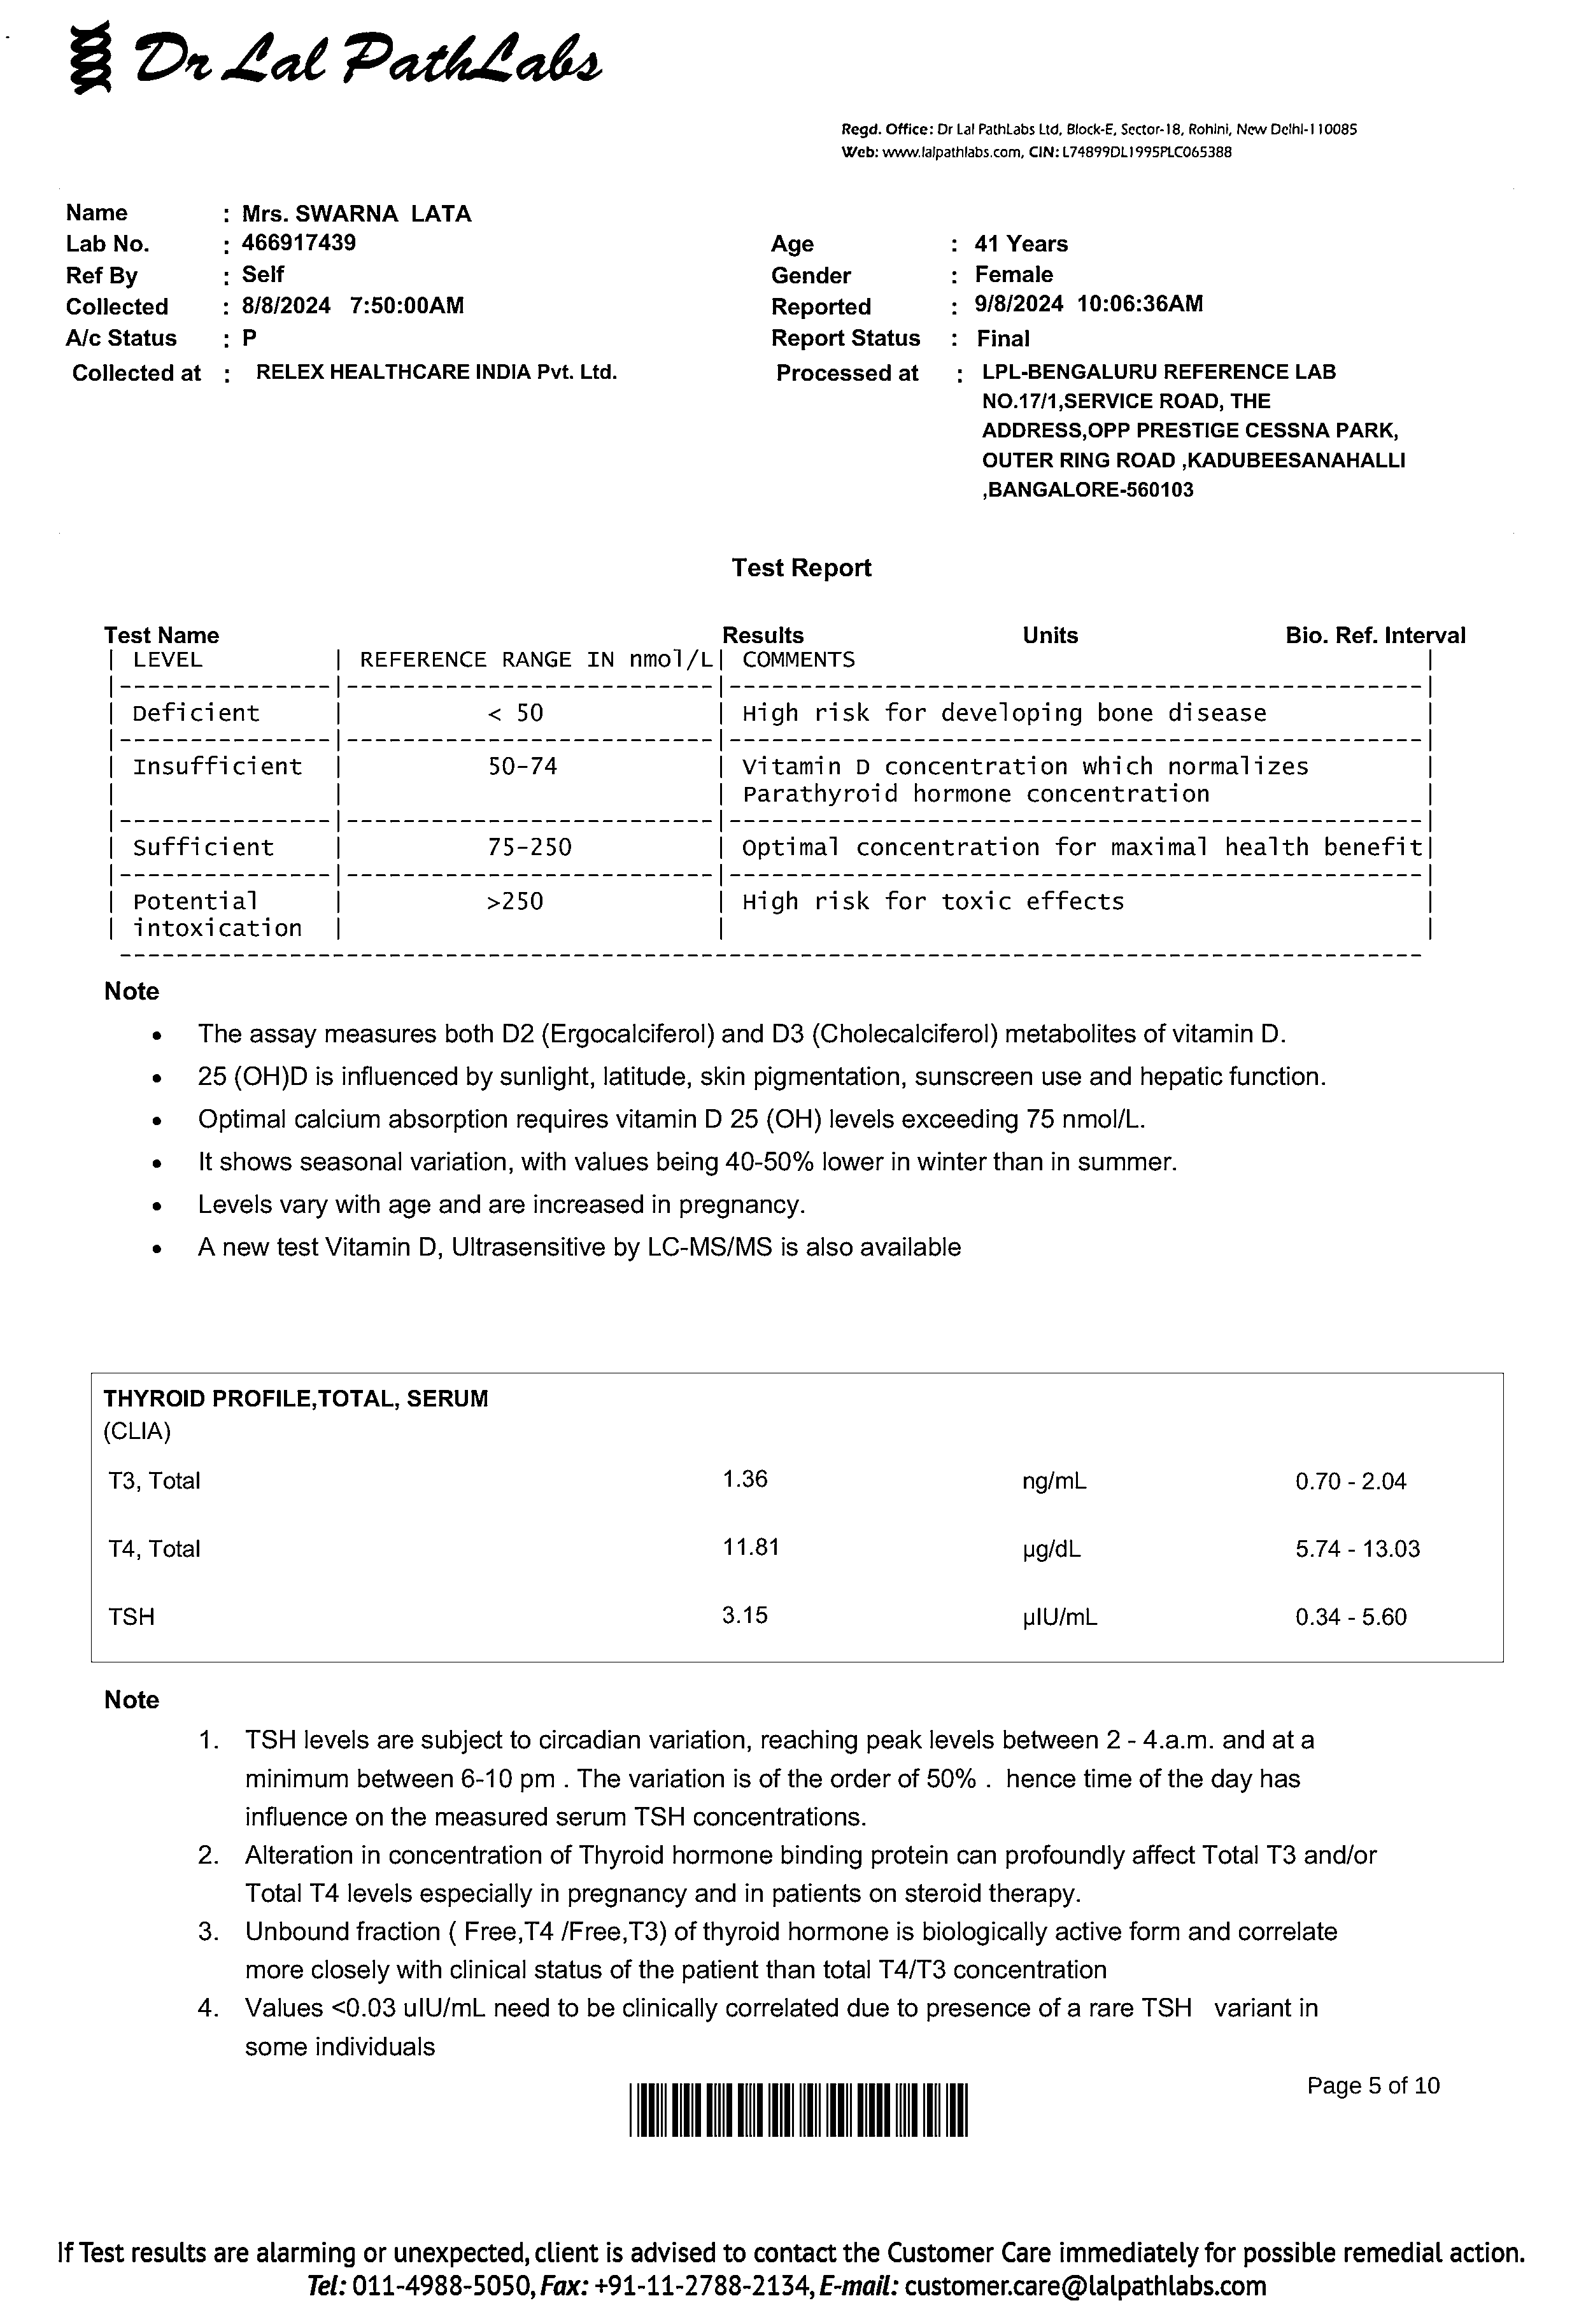 Dr Lal PathLabs
Regd. Office: Dr Lal PathLabs Ltd, Block-E, Sector-18, Rohini, New Delhi-110085
Web: www.lalpathlabs.com, CIN: L74899DL1995PLC065388
Name : Mrs. SWARNA LATA
Lab No. : 466917439 Age : 41 Years
Ref By : Self Gender : Female
Collected : 8/8/2024 7:50:00AM Reported : 9/8/2024 10:06:36AM
A/c Status : P Report Status : Final
Collected at : RELEX HEALTHCARE INDIA Pvt. Ltd. Processed at : LPL-BENGALURU REFERENCE LAB
NO.17/1,SERVICE ROAD, THE
ADDRESS,OPP PRESTIGE CESSNA PARK,
OUTER RING ROAD ,KADUBEESANAHALLI
,BANGALORE-560103
Test Report
Test Name Results Units Bio. Ref. Interval
| LEVEL | REFERENCE RANGE IN nmol/L| COMMENTS |
| Deficient | < 50 | High risk for developing bone disease |
| Insufficient | 50-74 | Vitamin D concentration which normalizes |
| | | Parathyroid hormone concentration |
| Sufficient | 75-250 | Optimal concentration for maximal health benefit|
| Potential | >250 | High risk for toxic effects |
| intoxication | | |
Note
• The assay measures both D2 (Ergocalciferol) and D3 (Cholecalciferol) metabolites of vitamin D.
• 25 (OH)D is influenced by sunlight, latitude, skin pigmentation, sunscreen use and hepatic function.
• Optimal calcium absorption requires vitamin D 25 (OH) levels exceeding 75 nmol/L.
• It shows seasonal variation, with values being 40-50% lower in winter than in summer.
• Levels vary with age and are increased in pregnancy.
• A new test Vitamin D, Ultrasensitive by LC-MS/MS is also available
THYROID PROFILE,TOTAL, SERUM
(CLIA)
T3, Total 1.36 ng/mL 0.70 - 2.04
T4, Total 11.81 µg/dL 5.74 - 13.03
TSH 3.15 µIU/mL 0.34 - 5.60
Note
1. TSH levels are subject to circadian variation, reaching peak levels between 2 - 4.a.m. and at a
minimum between 6-10 pm . The variation is of the order of 50% . hence time of the day has
influence on the measured serum TSH concentrations.
2. Alteration in concentration of Thyroid hormone binding protein can profoundly affect Total T3 and/or
Total T4 levels especially in pregnancy and in patients on steroid therapy.
3. Unbound fraction ( Free,T4 /Free,T3) of thyroid hormone is biologically active form and correlate
more closely with clinical status of the patient than total T4/T3 concentration
4. Values <0.03 uIU/mL need to be clinically correlated due to presence of a rare TSH variant in
some individuals
Page 5 of 10
If Test results are alarming or unexpected, client is advised to contact the Customer Care immediately for possible remedial action.
Tel: 011-4988-5050, Fax: +91-11-2788-2134, E-mail: customer.care@lalpathlabs.com